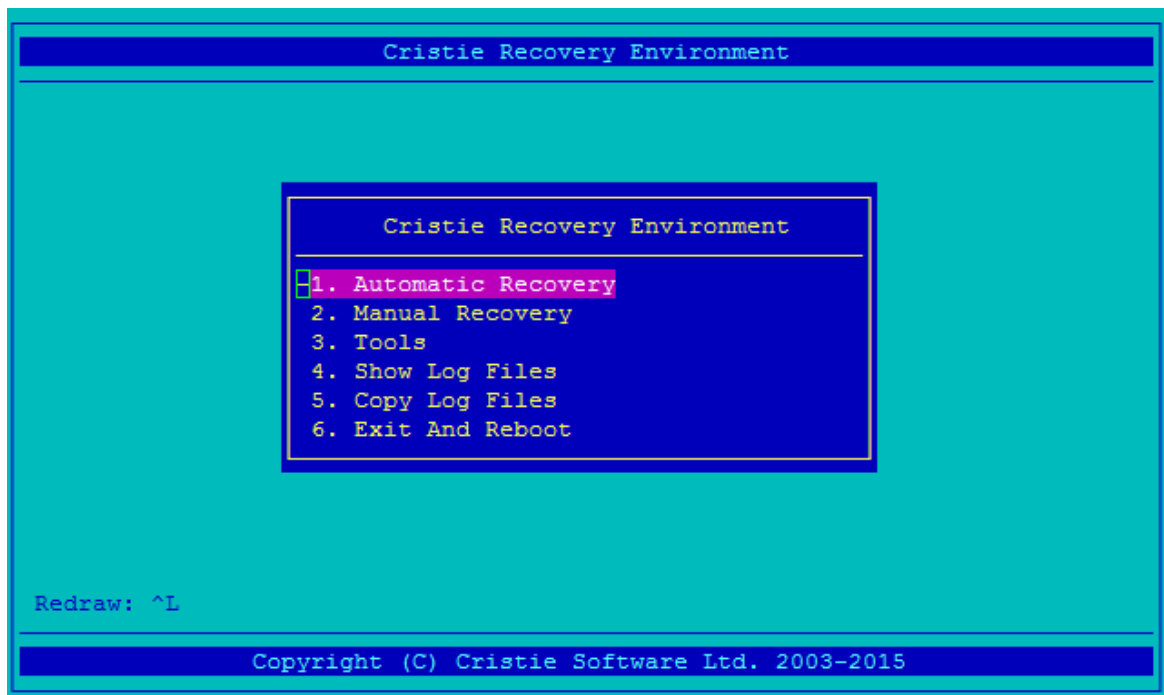 Cristie Recovery Environment
Cristie Recovery Environment
1. Automatic Recovery
2. Manual Recovery
3. Tools
4. Show Log Files
5. Copy Log Files
6. Exit And Reboot
Redraw: ^L
Copyright (C) Cristie Software Ltd. 2003-2015